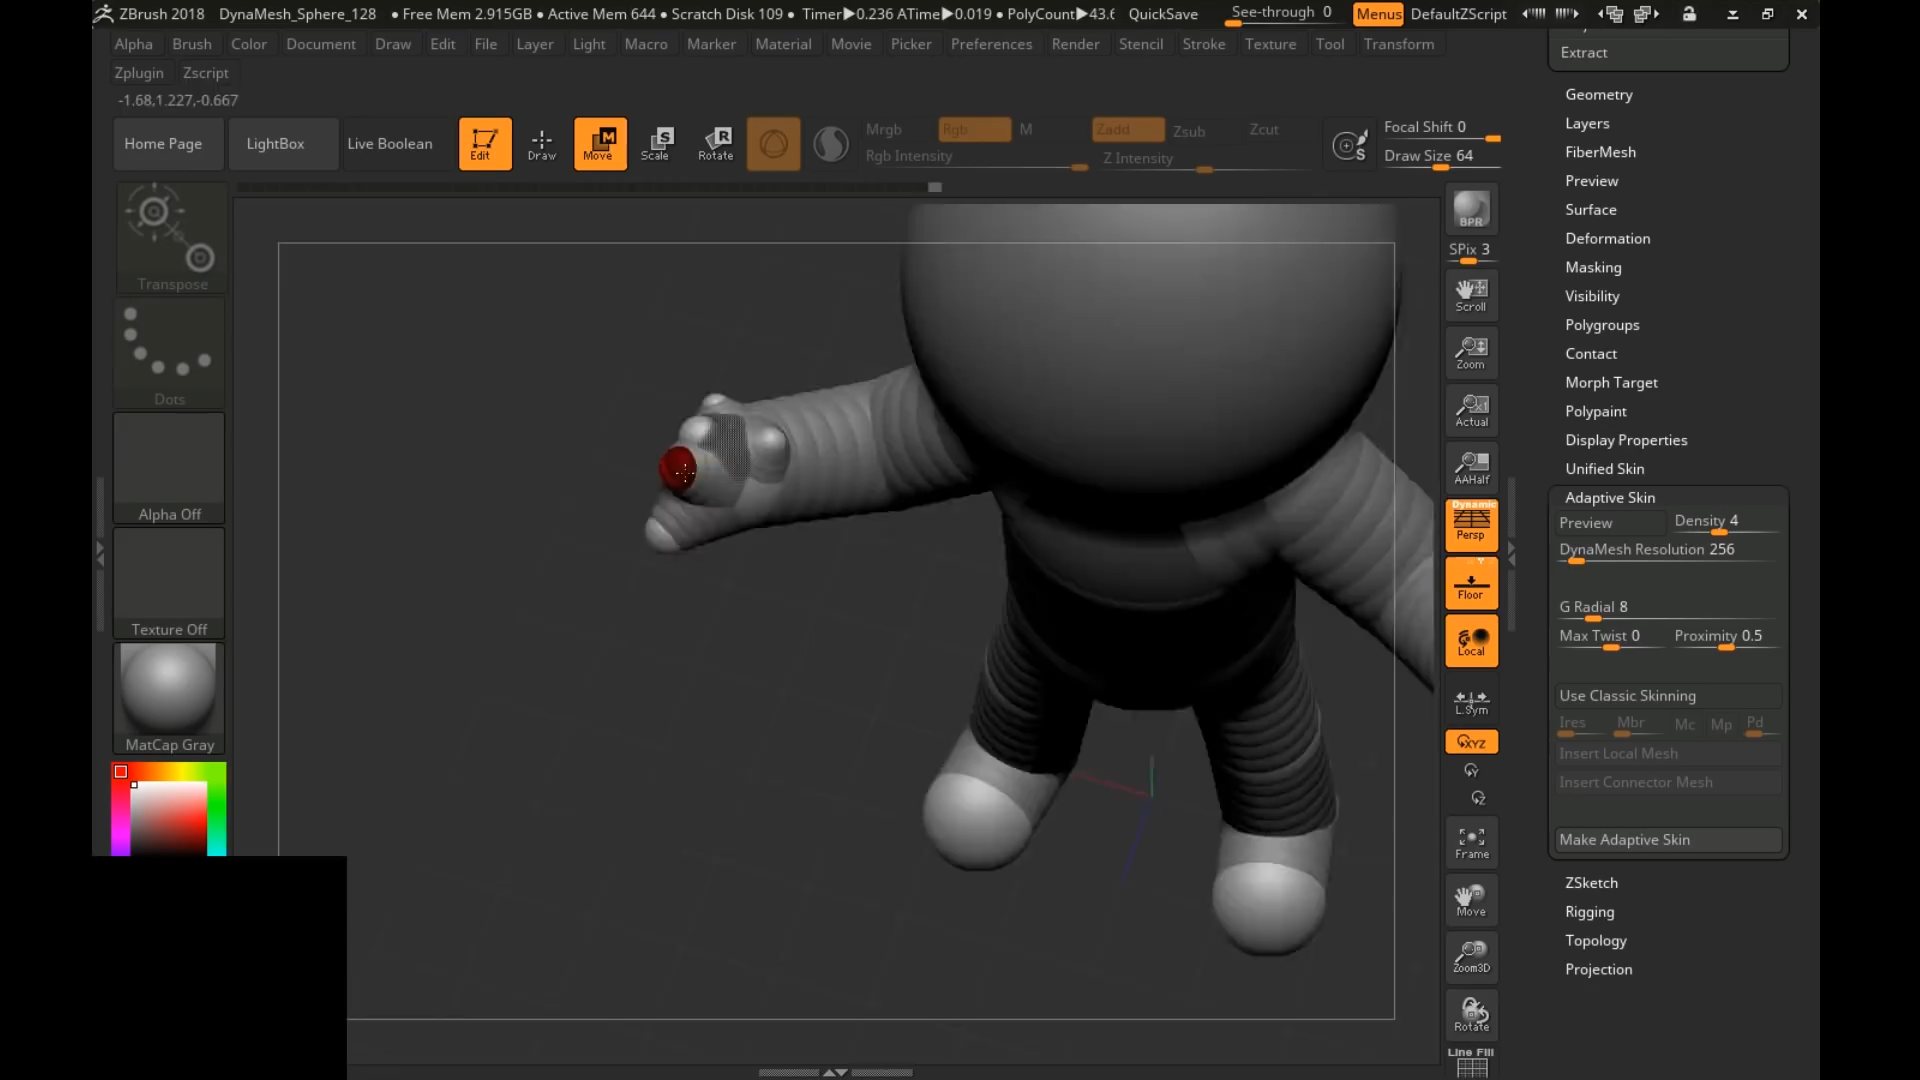 ZBrush 2018 DynaMesh_Sphere_128 ● Free Mem 2.915GB ● Active Mem 644 ● Scratch Disk 109 ● Timer▶0.236 ATime▶0.019 ● PolyCount▶43.6 QuickSave See-through 0 Menus DefaultZScript
Alpha Brush Color Document Draw Edit File Layer Light Macro Marker Material Movie Picker Preferences Render Stencil Stroke Texture Tool Transform
Zplugin Zscript
-1.68,1.227,-0.667
Home Page LightBox Live Boolean Edit Draw Move Scale Rotate
M S R
Mrgb Rgb M Zadd Zsub Zcut Focal Shift 0
Rgb Intensity Z Intensity S Draw Size 64
Transpose
Dots
Alpha Off
Texture Off
MatCap Gray
BPR
SPix 3
Scroll
Zoom
Actual
AAHalf
Dynamic
Persp
Floor
Local
L.Sym
XYZ
Y
Z
Frame
Move
Zoom3D
Rotate
Line Fill
Extract
Geometry
Layers
FiberMesh
Preview
Surface
Deformation
Masking
Visibility
Polygroups
Contact
Morph Target
Polypaint
Display Properties
Unified Skin
Adaptive Skin
Preview Density 4
DynaMesh Resolution 256
G Radial 8
Max Twist 0 Proximity 0.5
Use Classic Skinning
Ires Mbr Mc Mp Pd
Insert Local Mesh
Insert Connector Mesh
Make Adaptive Skin
ZSketch
Rigging
Topology
Projection